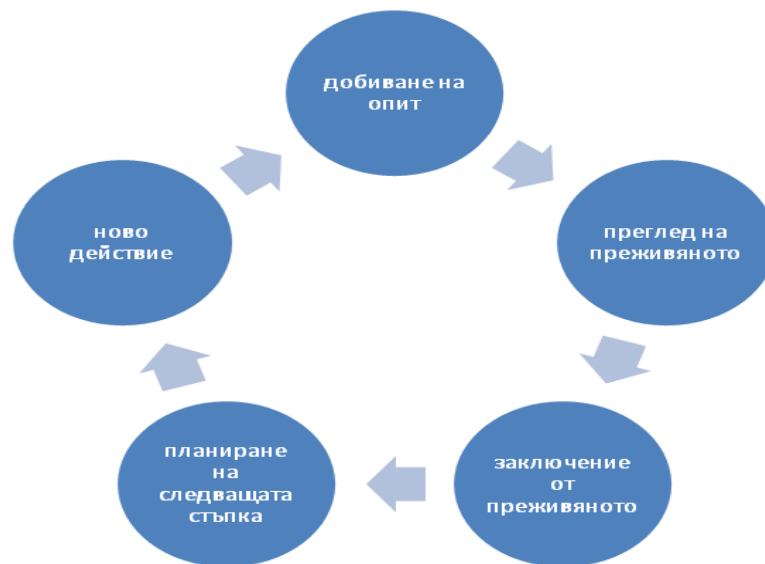 добиване на
опит
преглед на
преживяното
заключение
от
преживяното
планиране
на
следващата
стъпка
ново
действие